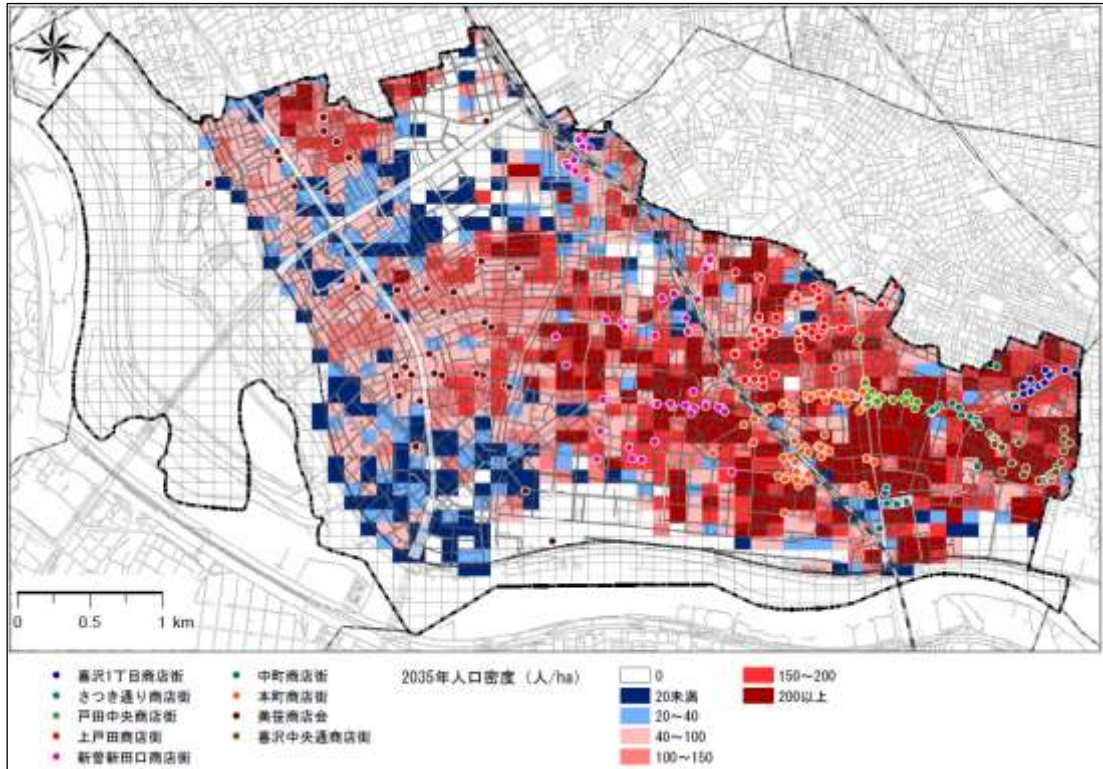 0 0.5 1 km
喜沢1丁目商店街
さつき通り商店街
戸田中央商店街
上戸田商店街
新曽新田口商店街
中町商店街
本町商店街
美笹商店会
喜沢中央通商店街
2035年人口密度（人/ha）
0
20未満
20～40
40～100
100～150
150～200
200以上